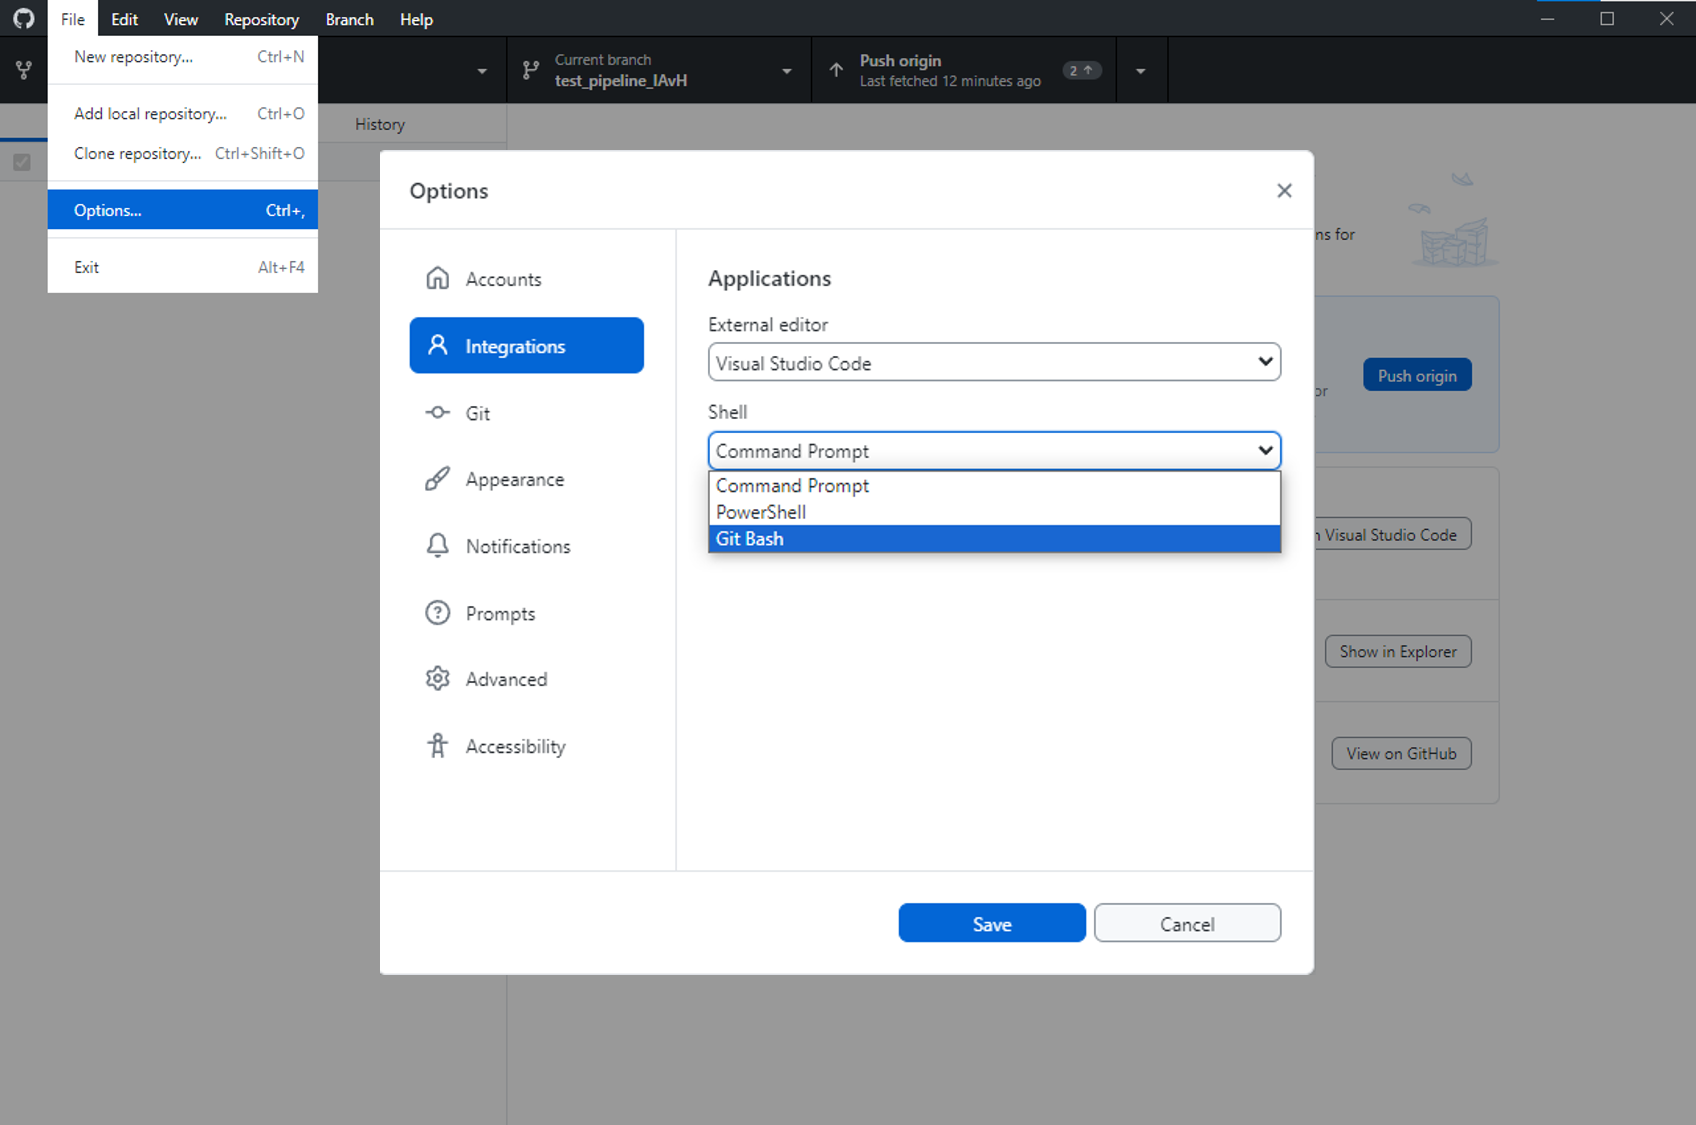 File Edit View Repository Branch Help
New repository... Ctrl+N
Add local repository... Ctrl+O
Clone repository... Ctrl+Shift+O
Options... Ctrl+,
Exit Alt+F4
Current branch
test_pipeline_IAvH
Push origin
Last fetched 12 minutes ago
2
History
Options
Accounts
Integrations
Git
Appearance
Notifications
Prompts
Advanced
Accessibility
Applications
External editor
Visual Studio Code
Shell
Command Prompt
Command Prompt
PowerShell
Git Bash
Save Cancel
ns for
or
Push origin
Visual Studio Code
Show in Explorer
View on GitHub